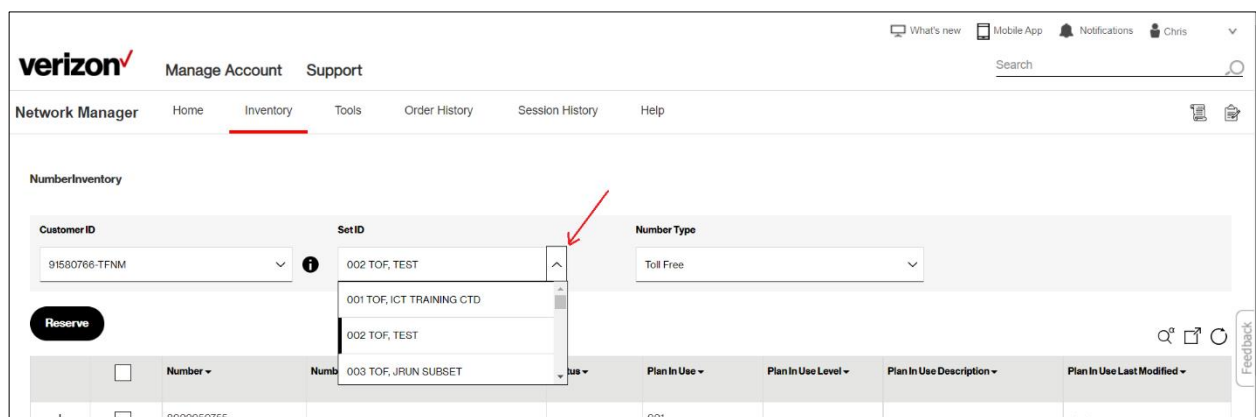 What's new Mobile App Notifications Chris
verizon Manage Account Support Search
Network Manager Home Inventory Tools Order History Session History Help
NumberInventory
Customer ID Set ID Number Type
91580766-TFNM 002 TOF, TEST Toll Free
001 TOF, ICT TRAINING CTD
Reserve
002 TOF, TEST
Feedback
003 TOF, JRUN SUBSET
Number Plan In Use Plan In Use Level Plan In Use Description Plan In Use Last Modified